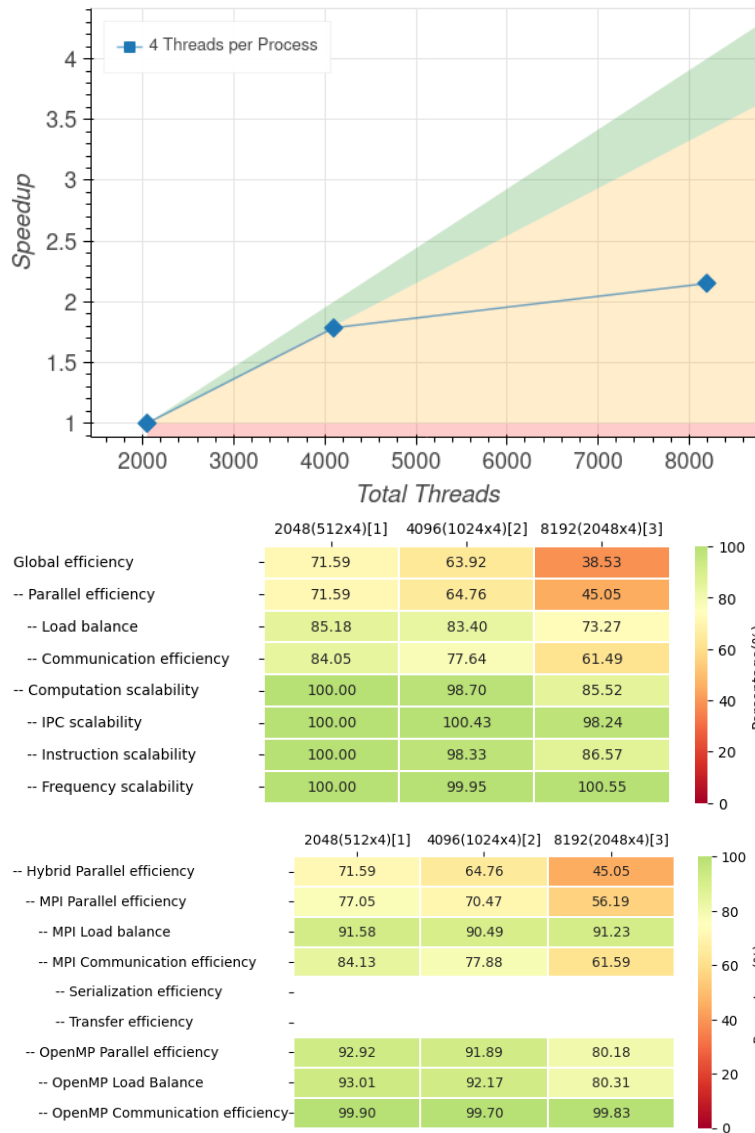 4 Threads per Process
4
3.5
3
2.5
2
1.5
1
Speedup
2000 3000 4000 5000 6000 7000 8000
Total Threads
2048(512x4)[1] 4096(1024x4)[2] 8192(2048x4)[3]
Global efficiency 71.59 63.92 38.53
-- Parallel efficiency 71.59 64.76 45.05
-- Load balance 85.18 83.40 73.27
-- Communication efficiency 84.05 77.64 61.49
-- Computation scalability 100.00 98.70 85.52
-- IPC scalability 100.00 100.43 98.24
-- Instruction scalability 100.00 98.33 86.57
-- Frequency scalability 100.00 99.95 100.55
100
80
60
40
20
0
2048(512x4)[1] 4096(1024x4)[2] 8192(2048x4)[3]
-- Hybrid Parallel efficiency 71.59 64.76 45.05
-- MPI Parallel efficiency 77.05 70.47 56.19
-- MPI Load balance 91.58 90.49 91.23
-- MPI Communication efficiency 84.13 77.88 61.59
-- Serialization efficiency
-- Transfer efficiency
-- OpenMP Parallel efficiency 92.92 91.89 80.18
-- OpenMP Load Balance 93.01 92.17 80.31
-- OpenMP Communication efficiency 99.90 99.70 99.83
100
80
60
40
20
0